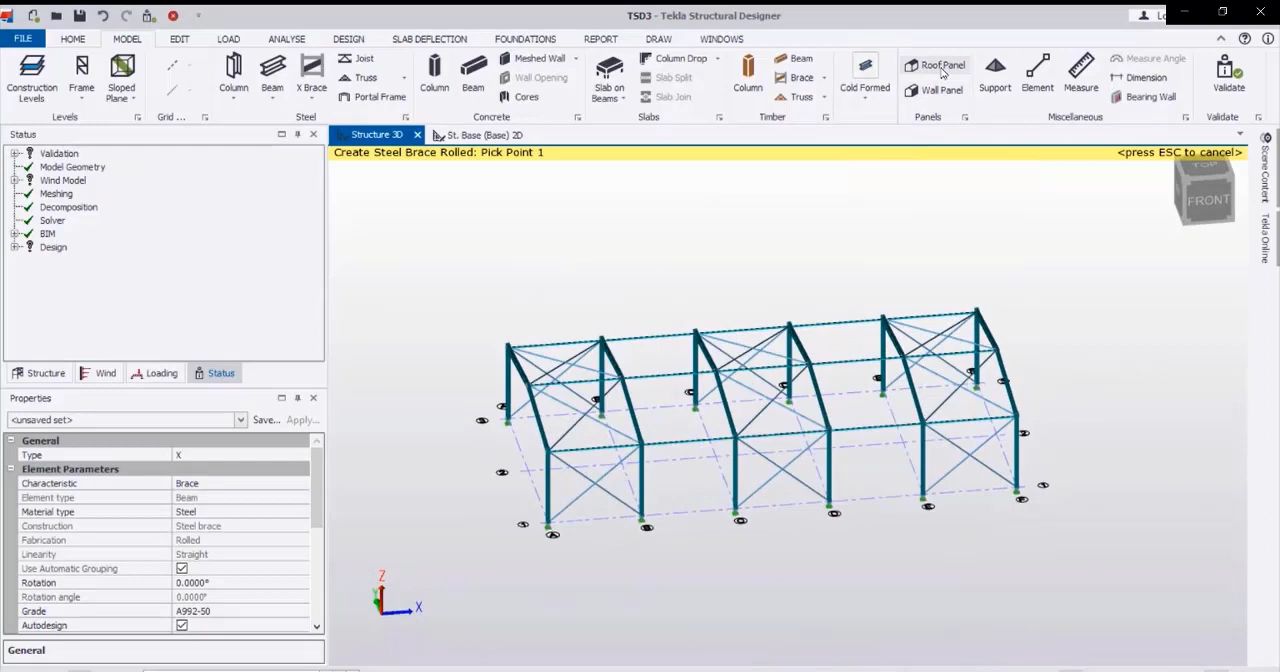 TSD3 - Tekla Structural Designer
Lo
FILE HOME MODEL EDIT LOAD ANALYSE DESIGN SLAB DEFLECTION FOUNDATIONS REPORT DRAW WINDOWS
Construction Levels
Frame
Sloped Plane
Levels
Grid ...
Column
Beam
X Brace
Joist
Truss
Portal Frame
Steel
Column
Beam
Meshed Wall
Wall Opening
Cores
Concrete
Slab on Beams
Column Drop
Slab Split
Slab Join
Slabs
Column
Beam
Brace
Truss
Timber
Cold Formed
Roof Panel
Wall Panel
Panels
Support
Element
Measure
Measure Angle
Dimension
Bearing Wall
Miscellaneous
Validate
Validate
Status
Structure 3D
St. Base (Base) 2D
Create Steel Brace Rolled: Pick Point 1
<press ESC to cancel>
Validation
Model Geometry
Wind Model
Meshing
Decomposition
Solver
BIM
Design
Structure Wind Loading Status
Properties
<unsaved set> Save... Apply...
General
Type X
Element Parameters
Characteristic Brace
Element type Beam
Material type Steel
Construction Steel brace
Fabrication Rolled
Linearity Straight
Use Automatic Grouping
Rotation 0.0000°
Rotation angle 0.0000°
Grade A992-50
Autodesign
General
TOP
FRONT
Scene Content
Tekla Online
Z
Y
X